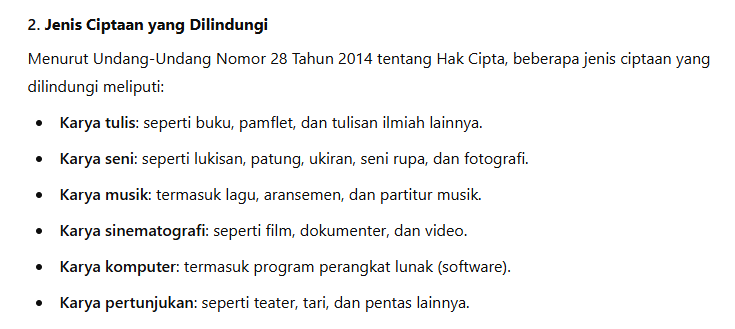 2. Jenis Ciptaan yang Dilindungi
Menurut Undang-Undang Nomor 28 Tahun 2014 tentang Hak Cipta, beberapa jenis ciptaan yang
dilindungi meliputi:
• Karya tulis: seperti buku, pamflet, dan tulisan ilmiah lainnya.
• Karya seni: seperti lukisan, patung, ukiran, seni rupa, dan fotografi.
• Karya musik: termasuk lagu, aransemen, dan partitur musik.
• Karya sinematografi: seperti film, dokumenter, dan video.
• Karya komputer: termasuk program perangkat lunak (software).
• Karya pertunjukan: seperti teater, tari, dan pentas lainnya.